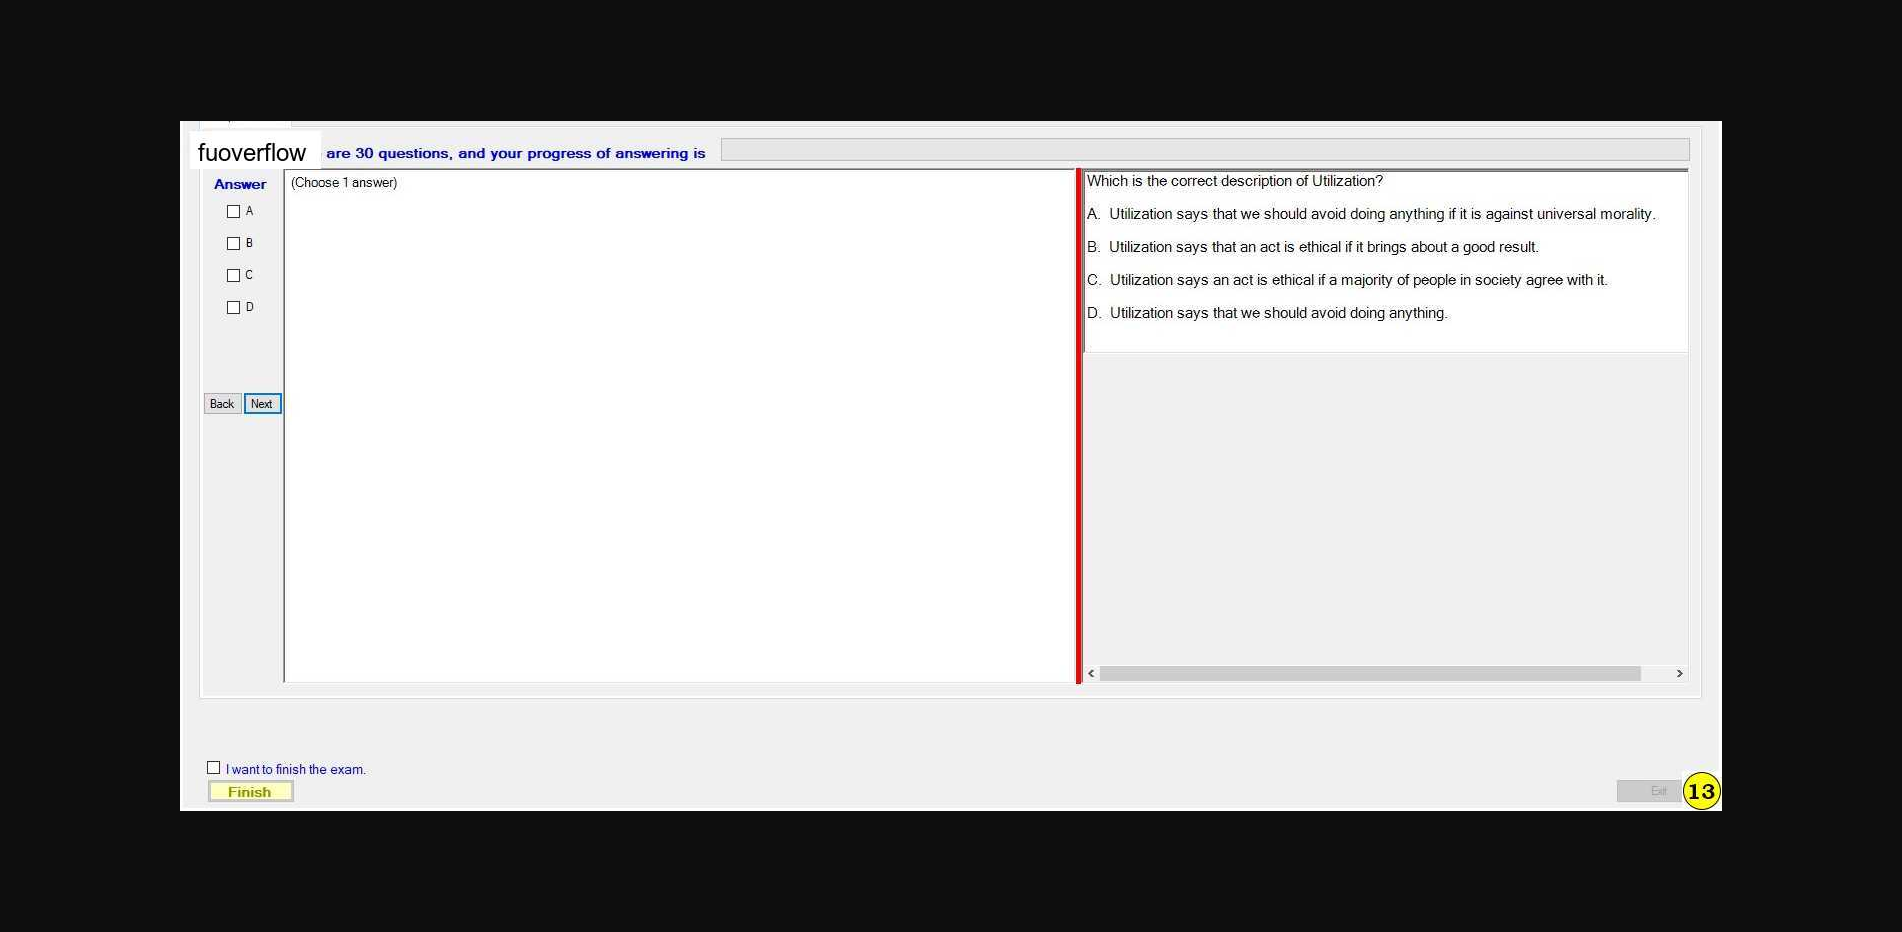 fuoverflow are 30 questions, and your progress of answering is
Answer
(Choose 1 answer)
A
B
C
D
Back Next
Which is the correct description of Utilization?
A. Utilization says that we should avoid doing anything if it is against universal morality.
B. Utilization says that an act is ethical if it brings about a good result.
C. Utilization says an act is ethical if a majority of people in society agree with it.
D. Utilization says that we should avoid doing anything.
I want to finish the exam.
Finish
Exit
13